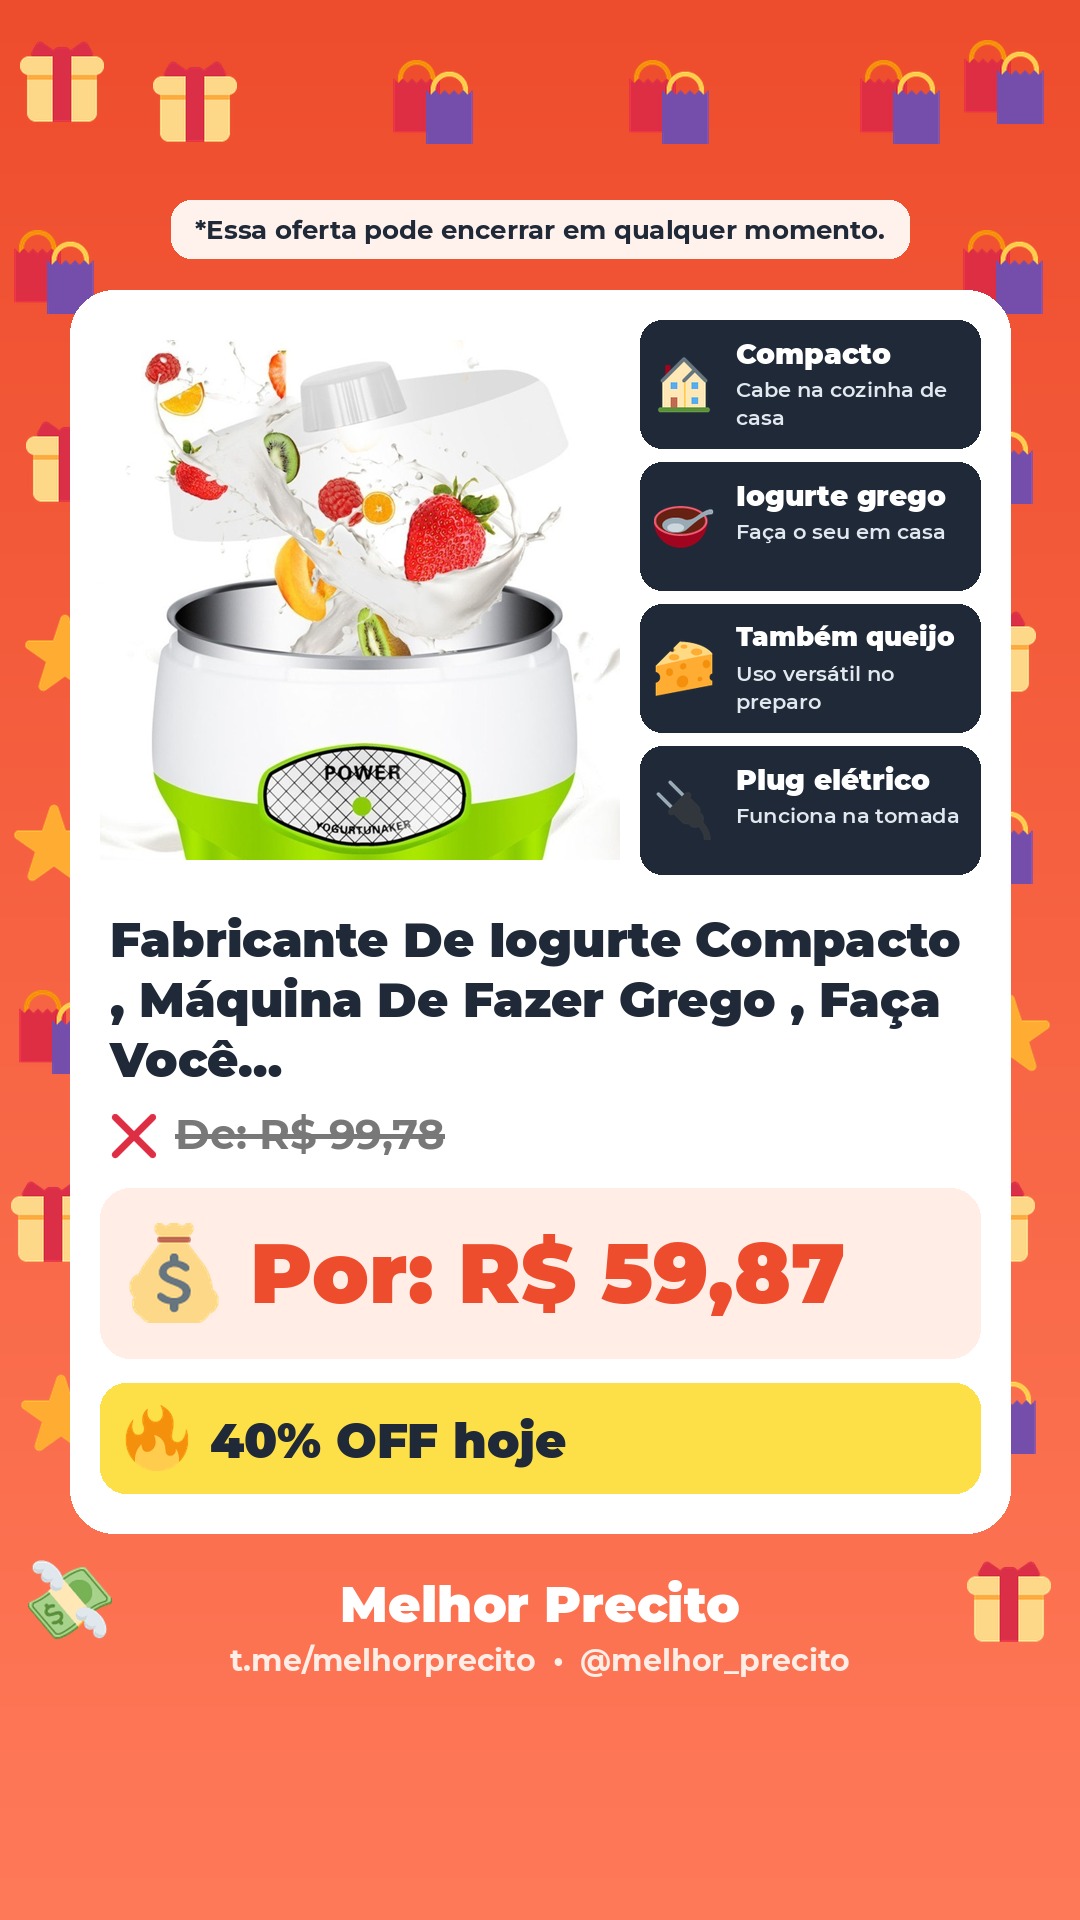 *Essa oferta pode encerrar em qualquer momento.
Compacto
Cabe na cozinha de
casa
Iogurte grego
Faça o seu em casa
Também queijo
Uso versátil no
preparo
Plug elétrico
Funciona na tomada
POWER
YOGURTUNAKER
Fabricante De Iogurte Compacto
, Máquina De Fazer Grego , Faça
Você...
De: R$ 99,78
Por: R$ 59,87
40% OFF hoje
Melhor Precito
t.me/melhorprecito • @melhor_precito